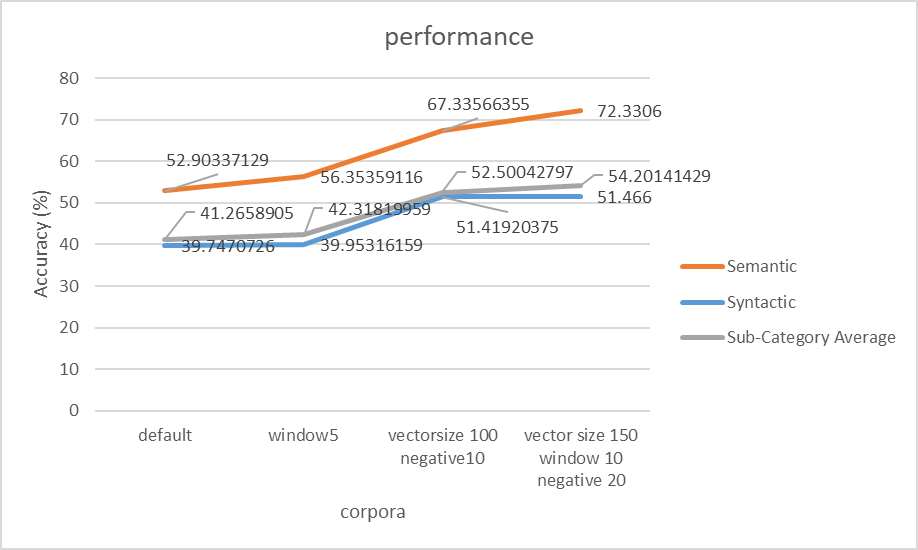 performance
80
70
60
50
40
30
20
10
0
Accuracy (%)
52.90337129
56.35359116
67.33566355
72.3306
41.2658905
42.31819959
52.50042797
54.20141429
39.7470726
39.95316159
51.41920375
51.466
Semantic
Syntactic
Sub-Category Average
default
window5
vectorsize 100
negative10
vector size 150
window 10
negative 20
corpora